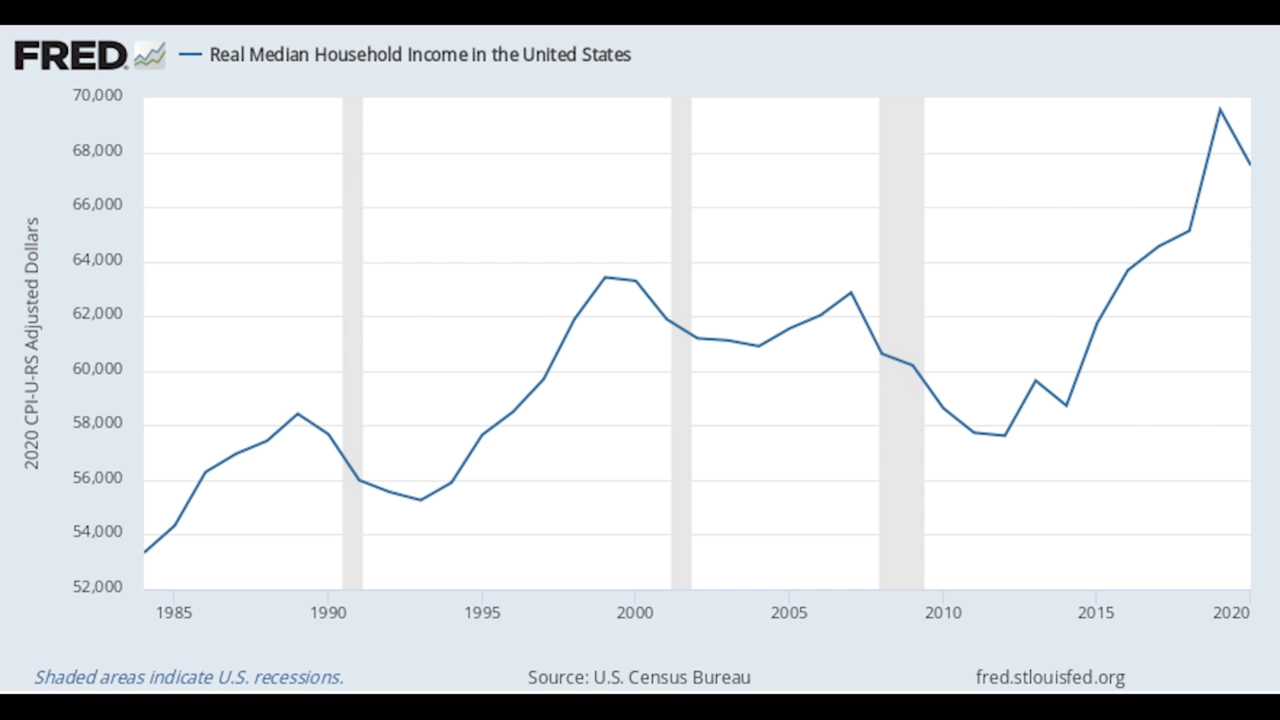 FRED
Real Median Household Income in the United States
70,000
68,000
66,000
64,000
62,000
60,000
58,000
56,000
54,000
52,000
2020 CPI-U-RS Adjusted Dollars
1985 1990 1995 2000 2005 2010 2015 2020
Shaded areas indicate U.S. recessions. Source: U.S. Census Bureau fred.stlouisfed.org